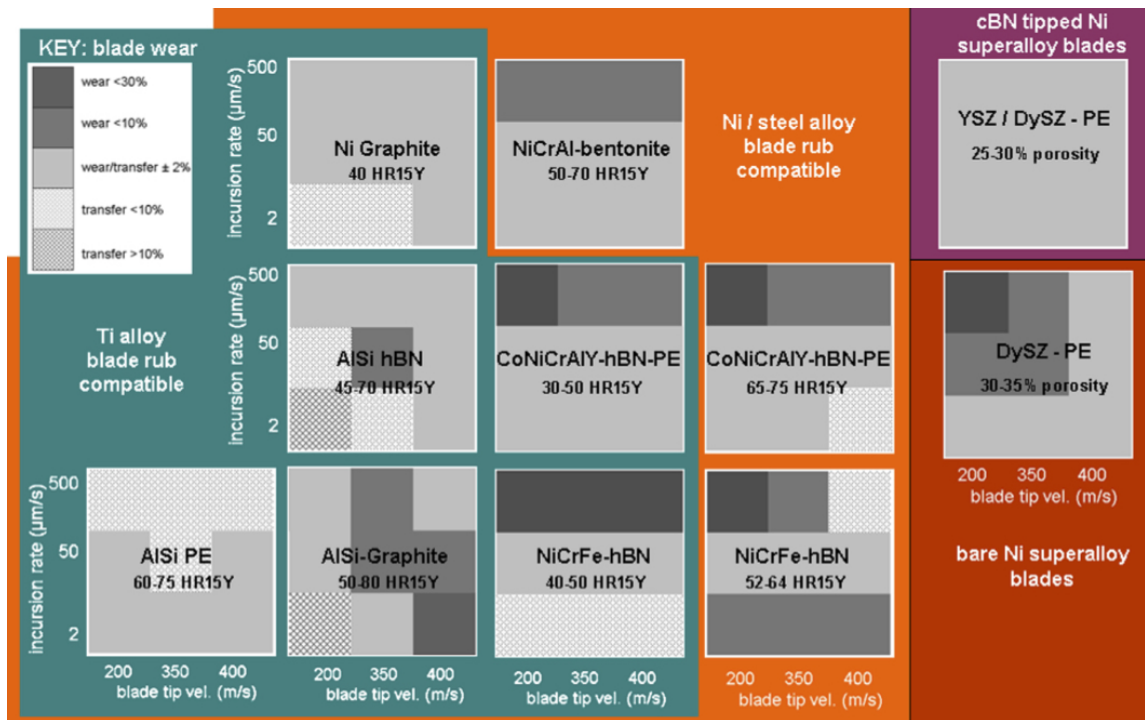 KEY: blade wear
wear <30%
wear <10%
wear/transfer ± 2%
transfer <10%
transfer >10%
incursion rate (µm/s)
500
50
2
Ni Graphite
40 HR15Y
NiCrAl-bentonite
50-70 HR15Y
Ni / steel alloy
blade rub
compatible
cBN tipped Ni
superalloy blades
YSZ / DySZ - PE
25-30% porosity
Ti alloy
blade rub
compatible
incursion rate (µm/s)
500
50
2
AlSi hBN
45-70 HR15Y
CoNiCrAlY-hBN-PE
30-50 HR15Y
CoNiCrAlY-hBN-PE
65-75 HR15Y
DySZ - PE
30-35% porosity
200 350 400
blade tip vel. (m/s)
incursion rate (µm/s)
500
50
2
AlSi PE
60-75 HR15Y
200 350 400
blade tip vel. (m/s)
AlSi-Graphite
50-80 HR15Y
200 350 400
blade tip vel. (m/s)
NiCrFe-hBN
40-50 HR15Y
200 350 400
blade tip vel. (m/s)
NiCrFe-hBN
52-64 HR15Y
200 350 400
blade tip vel. (m/s)
bare Ni superalloy
blades